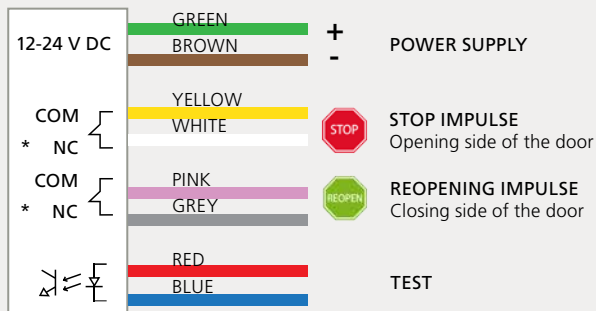 GREEN
12-24 V DC
+
POWER SUPPLY
BROWN
-
YELLOW
COM
STOP
STOP IMPULSE
WHITE
Opening side of the door
* NC
COM
PINK
REOPEN
REOPENING IMPULSE
* NC
GREY
Closing side of the door
RED
TEST
BLUE